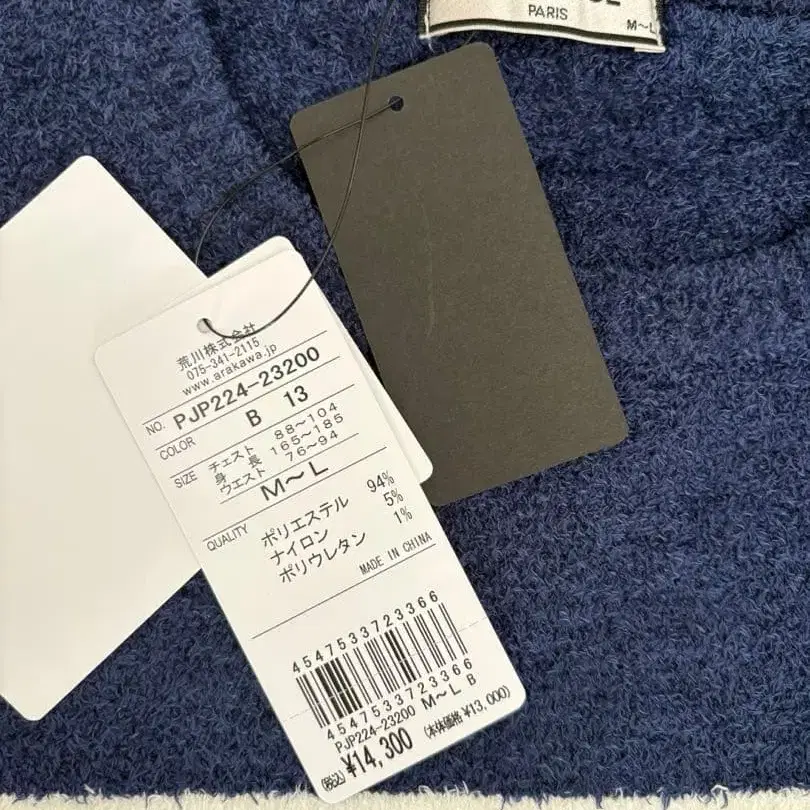 PARIS
M〜L
荒川株式会社
075-341-2115
www.arakawa.jp
NO. PJP224-23200
COLOR B 13
SIZE チェスト 88〜104
身長 165〜185
ウエスト 76〜94
M〜L
QUALITY ポリエステル 94%
ナイロン 5%
ポリウレタン 1%
MADE IN CHINA
4547533723366
4547533723366
PJP224-23200 M〜L B
(税込) ¥14,300 (本体価格 ¥13,000)